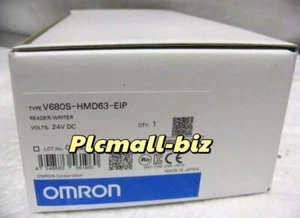 TYPE V680S-HMD63-EIP
READER/WRITER
VOLTS. 24V DC QTY. 1
Plcmall-biz
LOT No.
OMRON Corporation
MADE IN JAPAN
OMRON